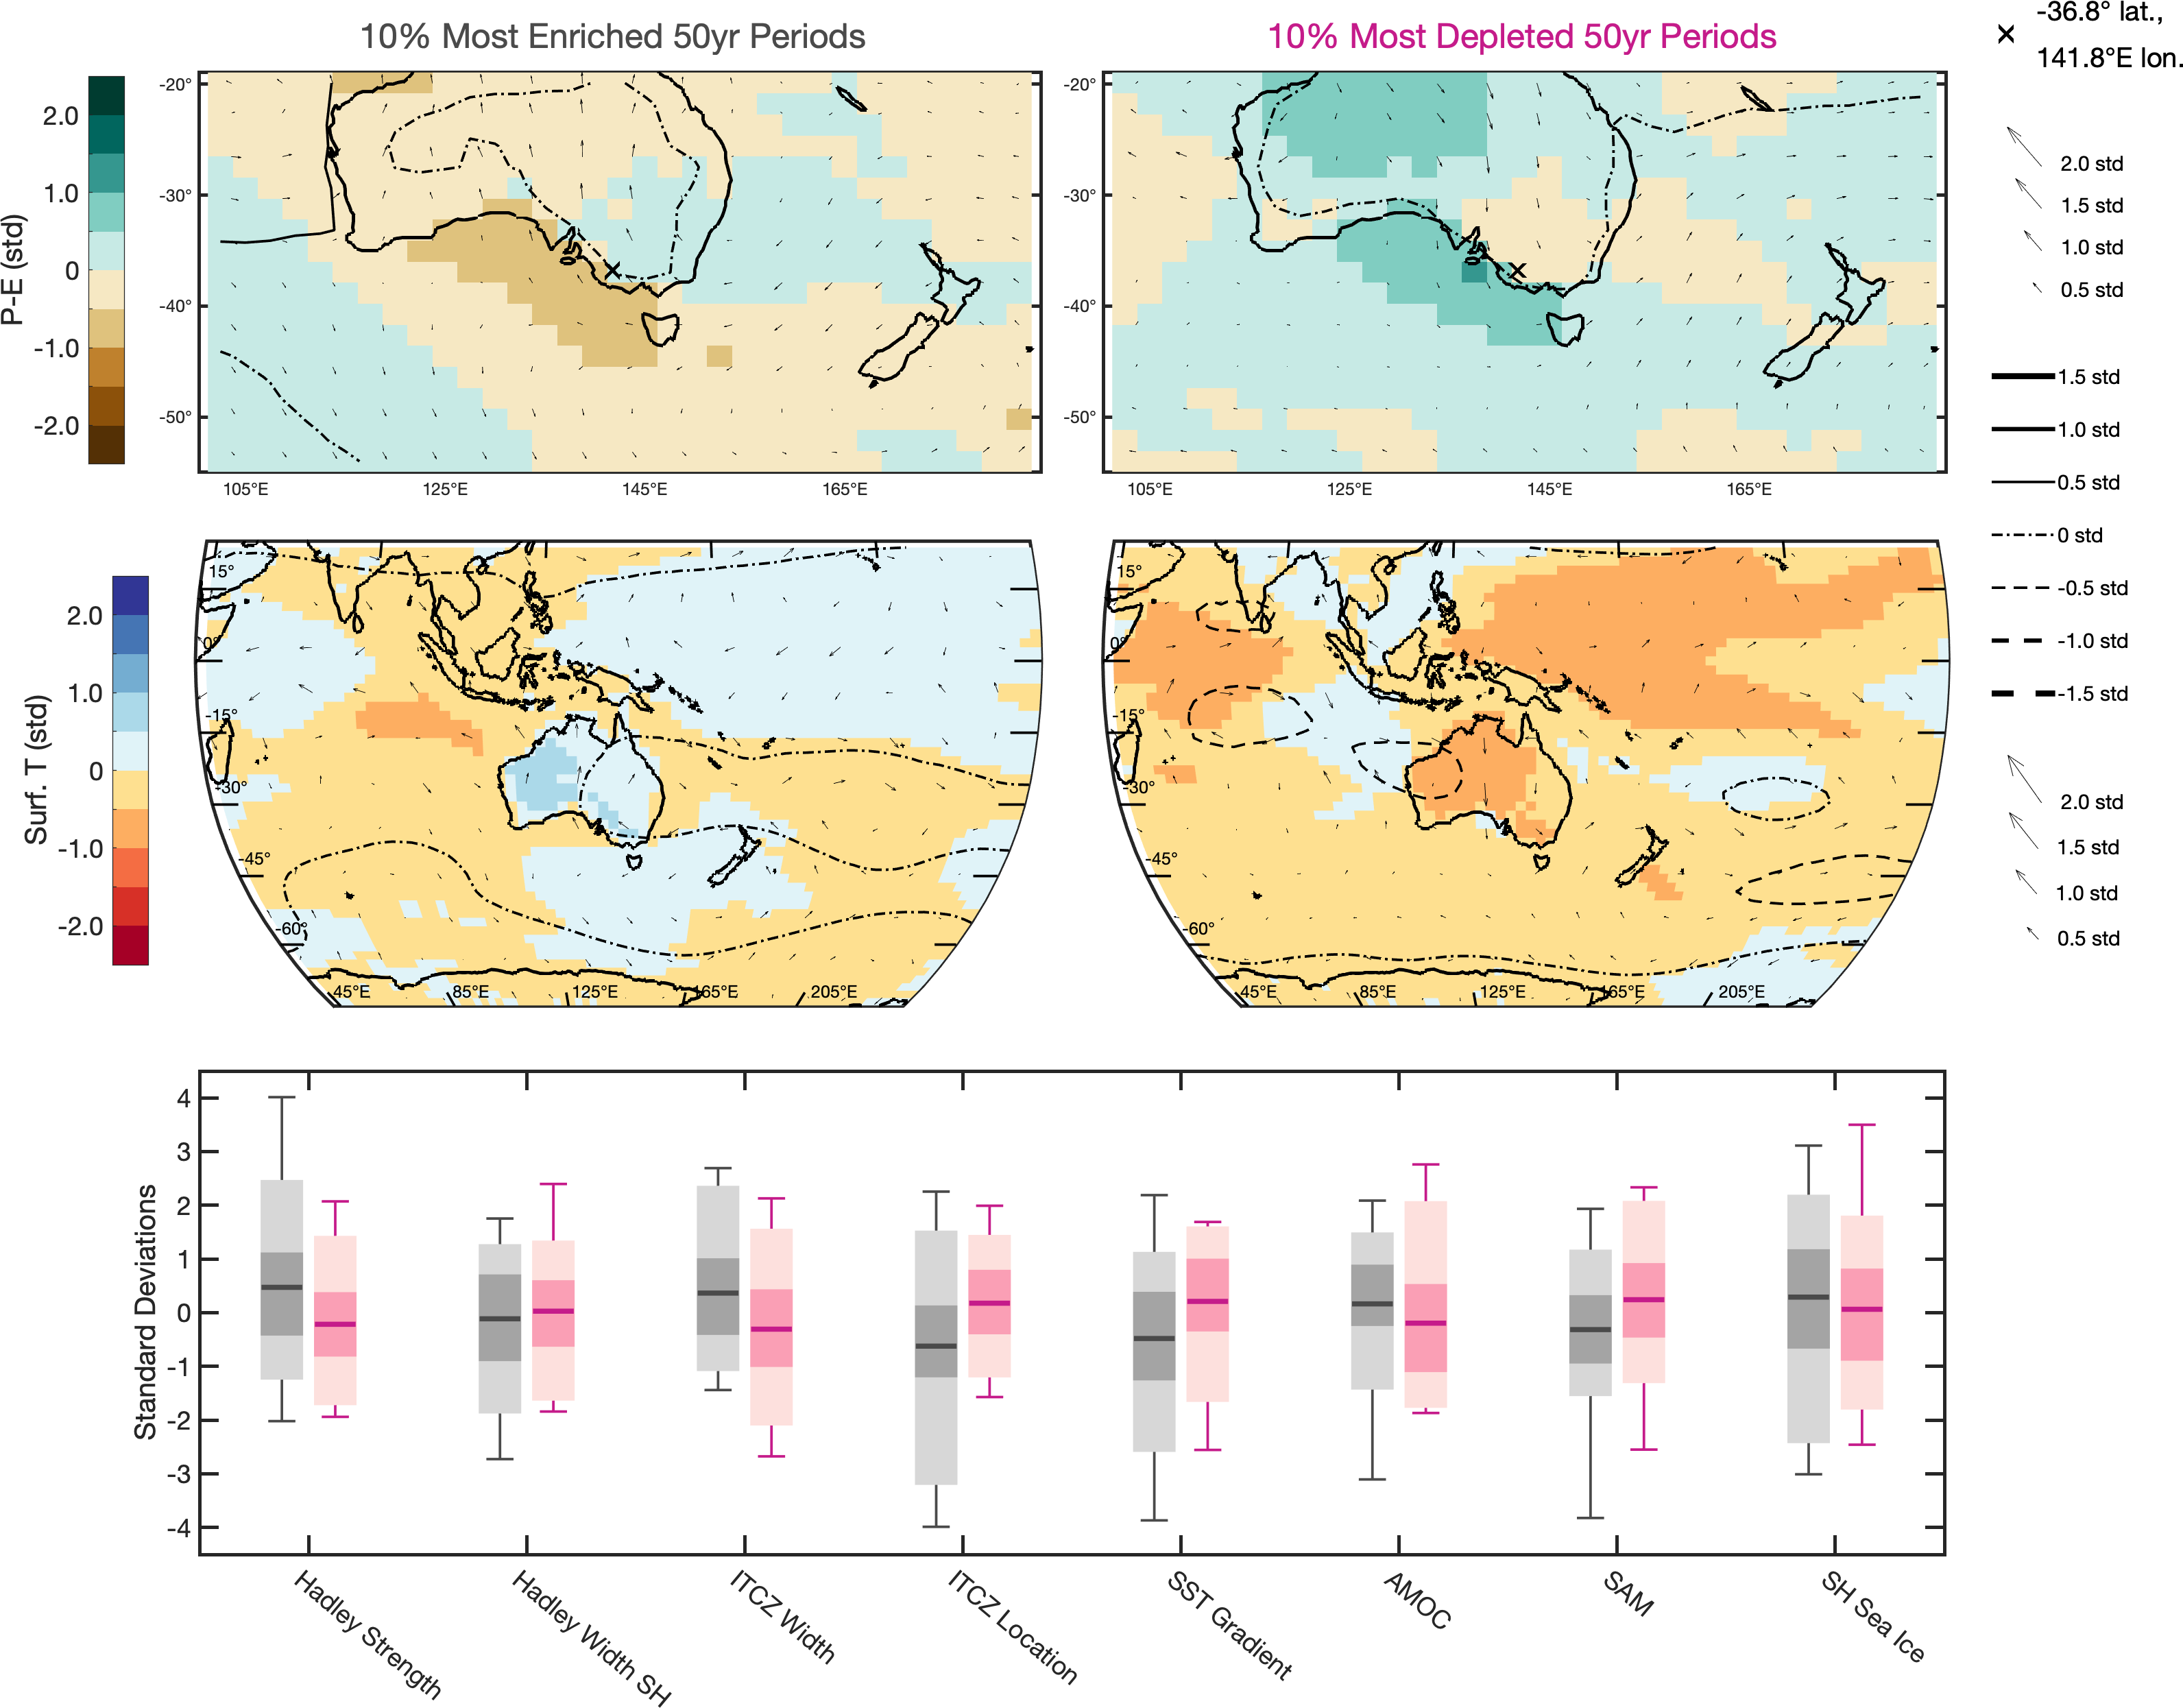 10% Most Enriched 50yr Periods
10% Most Depleted 50yr Periods
-36.8° lat.,
141.8°E lon.
P-E (std)
2.0
1.0
0
-1.0
-2.0
-20°
-30°
-40°
-50°
105°E
125°E
145°E
165°E
-20°
-30°
-40°
-50°
105°E
125°E
145°E
165°E
2.0 std
1.5 std
1.0 std
0.5 std
1.5 std
1.0 std
0.5 std
0 std
-0.5 std
-1.0 std
-1.5 std
Surf. T (std)
2.0
1.0
0
-1.0
-2.0
15°
0°
-15°
-30°
-45°
-60°
45°E
85°E
125°E
165°E
205°E
15°
0°
-15°
-30°
-45°
-60°
45°E
85°E
125°E
165°E
205°E
2.0 std
1.5 std
1.0 std
0.5 std
Standard Deviations
4
3
2
1
0
-1
-2
-3
-4
Hadley Strength
Hadley Width SH
ITCZ Width
ITCZ Location
SST Gradient
AMOC
SAM
SH Sea Ice